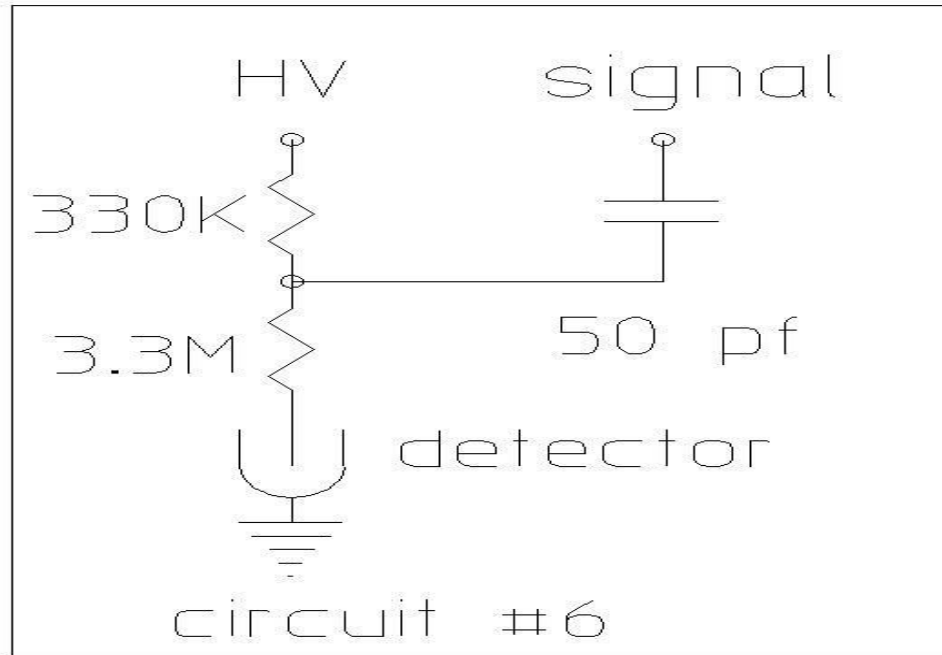 HV signal
330K
3.3M 50 pf
detector
circuit #6